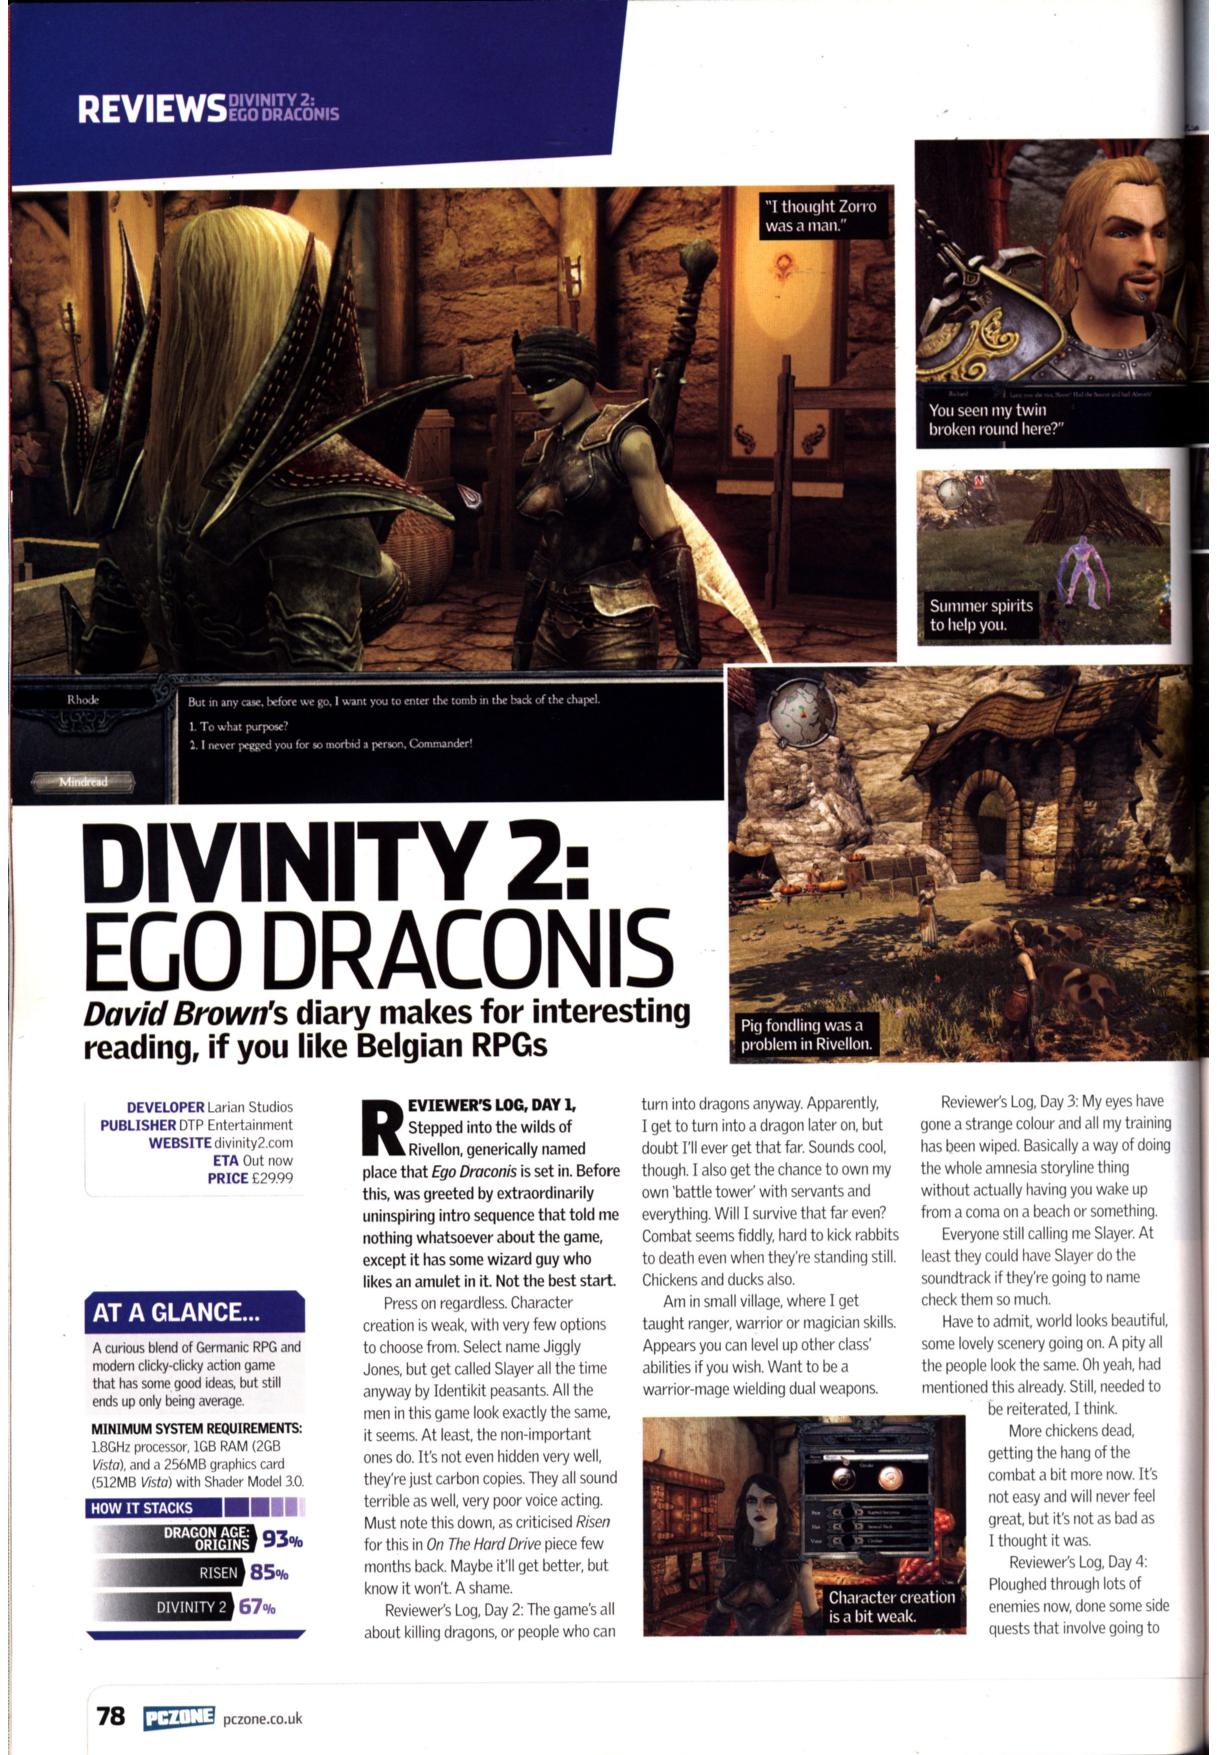 REVIEWS DIVINITY 2:
EGO DRACONIS
"I thought Zorro
was a man."
You seen my twin
broken round here?"
Summer spirits
to help you.
Rhode
But in any case, before we go, I want you to enter the tomb in the back of the chapel.
1. To what purpose?
2. I never pegged you for so morbid a person, Commander!
Mindread
Pig fondling was a
problem in Rivellon.
DIVINITY 2:
EGO DRACONIS
David Brown's diary makes for interesting
reading, if you like Belgian RPGs
DEVELOPER Larian Studios
PUBLISHER DTP Entertainment
WEBSITE divinity2.com
ETA Out now
PRICE £29.99
AT A GLANCE...
A curious blend of Germanic RPG and
modern clicky-clicky action game
that has some good ideas, but still
ends up only being average.
MINIMUM SYSTEM REQUIREMENTS:
1.8GHz processor, 1GB RAM (2GB
Vista), and a 256MB graphics card
(512MB Vista) with Shader Model 3.0.
HOW IT STACKS
DRAGON AGE:
ORIGINS 93%
RISEN 85%
DIVINITY 2 67%
REVIEWER'S LOG, DAY 1,
Stepped into the wilds of
Rivellon, generically named
place that Ego Draconis is set in. Before
this, was greeted by extraordinarily
uninspiring intro sequence that told me
nothing whatsoever about the game,
except it has some wizard guy who
likes an amulet in it. Not the best start.
Press on regardless. Character
creation is weak, with very few options
to choose from. Select name Jiggly
Jones, but get called Slayer all the time
anyway by Identikit peasants. All the
men in this game look exactly the same,
it seems. At least, the non-important
ones do. It's not even hidden very well,
they're just carbon copies. They all sound
terrible as well, very poor voice acting.
Must note this down, as criticised Risen
for this in On The Hard Drive piece few
months back. Maybe it'll get better, but
know it won't. A shame.
Reviewer's Log, Day 2: The game's all
about killing dragons, or people who can
turn into dragons anyway. Apparently,
I get to turn into a dragon later on, but
doubt I'll ever get that far. Sounds cool,
though. I also get the chance to own my
own 'battle tower' with servants and
everything. Will I survive that far even?
Combat seems fiddly, hard to kick rabbits
to death even when they're standing still.
Chickens and ducks also.
Am in small village, where I get
taught ranger, warrior or magician skills.
Appears you can level up other class'
abilities if you wish. Want to be a
warrior-mage wielding dual weapons.
Character creation
is a bit weak.
Reviewer's Log, Day 3: My eyes have
gone a strange colour and all my training
has been wiped. Basically a way of doing
the whole amnesia storyline thing
without actually having you wake up
from a coma on a beach or something.
Everyone still calling me Slayer. At
least they could have Slayer do the
soundtrack if they're going to name
check them so much.
Have to admit, world looks beautiful,
some lovely scenery going on. A pity all
the people look the same. Oh yeah, had
mentioned this already. Still, needed to
be reiterated, I think.
More chickens dead,
getting the hang of the
combat a bit more now. It's
not easy and will never feel
great, but it's not as bad as
I thought it was.
Reviewer's Log, Day 4:
Ploughed through lots of
enemies now, done some side
quests that involve going to
78 PCZONE pczone.co.uk